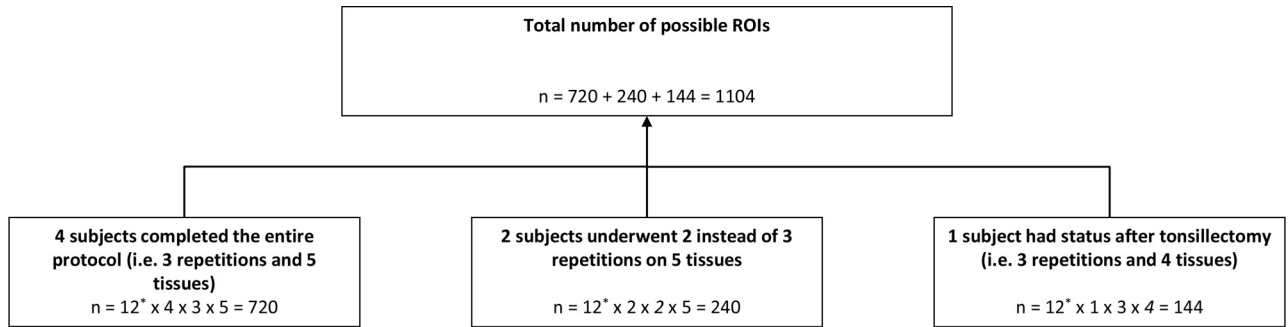 Total number of possible ROIs
n = 720 + 240 + 144 = 1104
4 subjects completed the entire
protocol (i.e. 3 repetitions and 5
tissues)
n = 12* x 4 x 3 x 5 = 720
2 subjects underwent 2 instead of 3
repetitions on 5 tissues
n = 12* x 2 x 2 x 5 = 240
1 subject had status after tonsillectomy
(i.e. 3 repetitions and 4 tissues)
n = 12* x 1 x 3 x 4 = 144